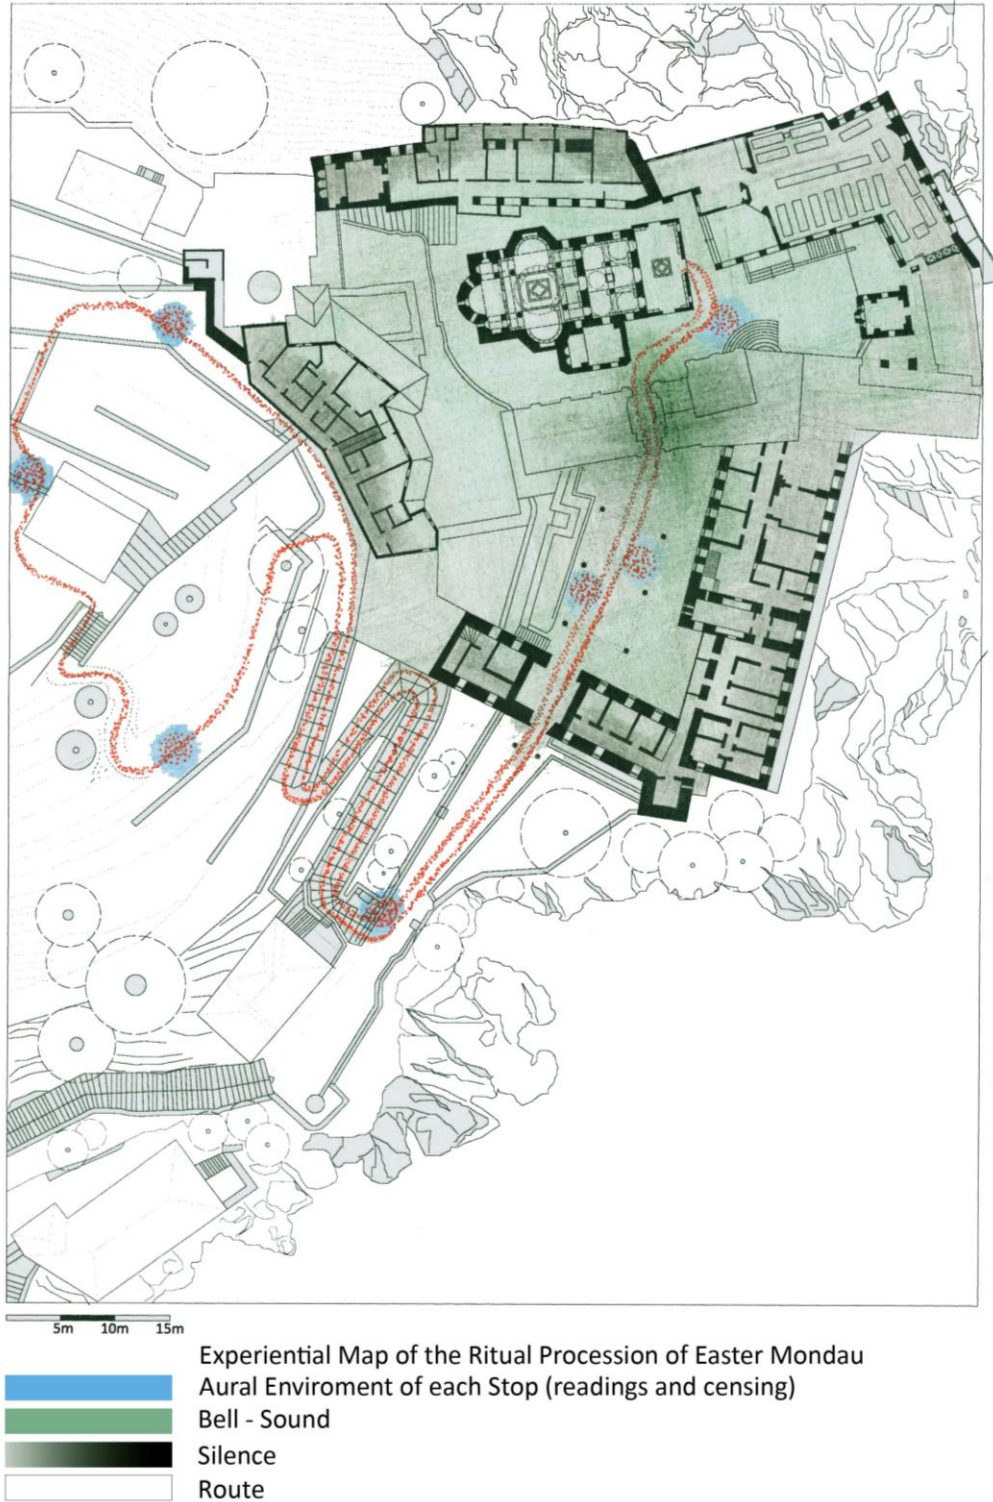 5m 10m 15m
Experiential Map of the Ritual Procession of Easter Mondau
Aural Enviroment of each Stop (readings and censing)
Bell - Sound
Silence
Route